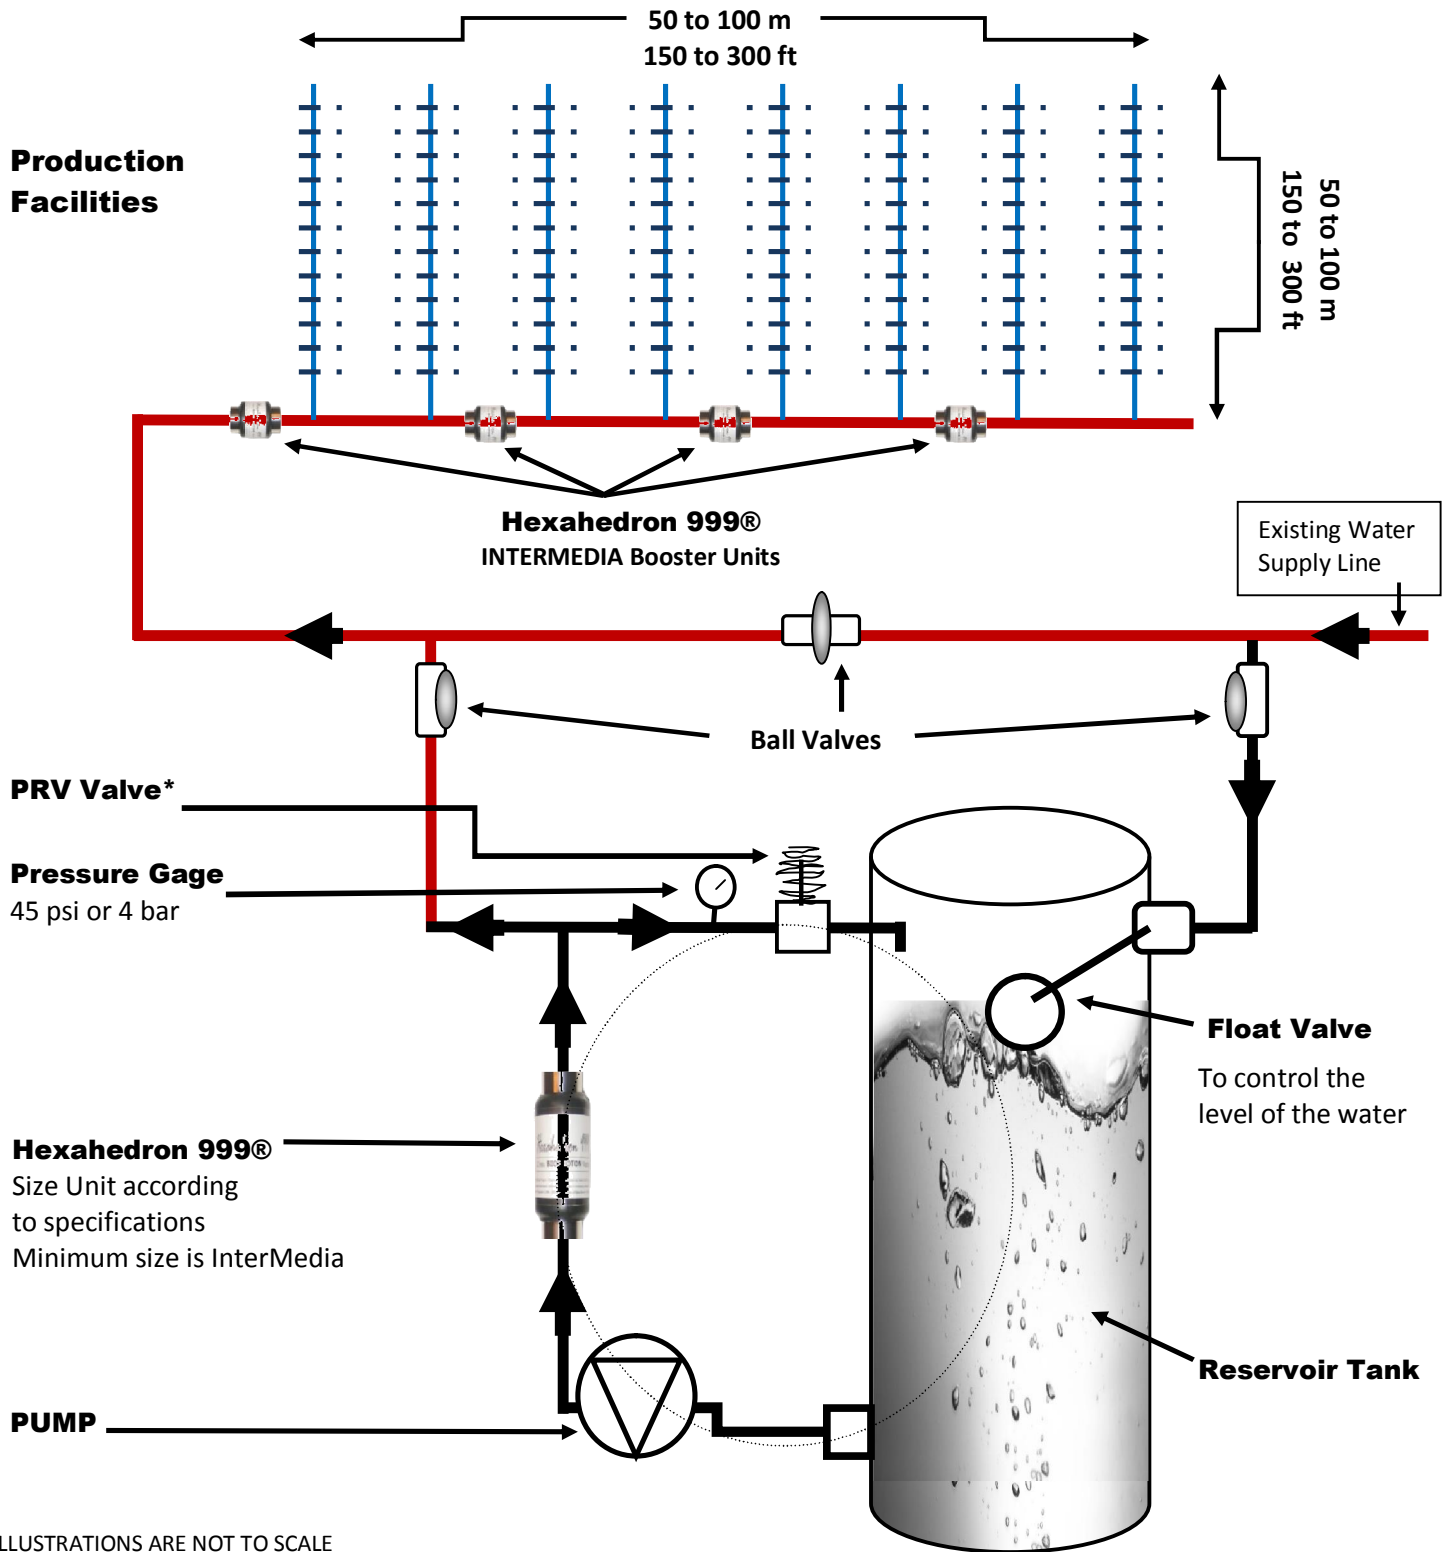 50 to 100 m
150 to 300 ft
Production
Facilities
50 to 100 m
150 to  300 ft
Hexahedron 999®
INTERMEDIA Booster Units
Existing Water
Supply Line
Ball Valves
PRV Valve*
Pressure Gage
45 psi or 4 bar
Float Valve
To control the
level of the water
Hexahedron 999®
Size Unit according
to specifications
Minimum size is InterMedia
Reservoir Tank
PUMP
LLUSTRATIONS ARE NOT TO SCALE